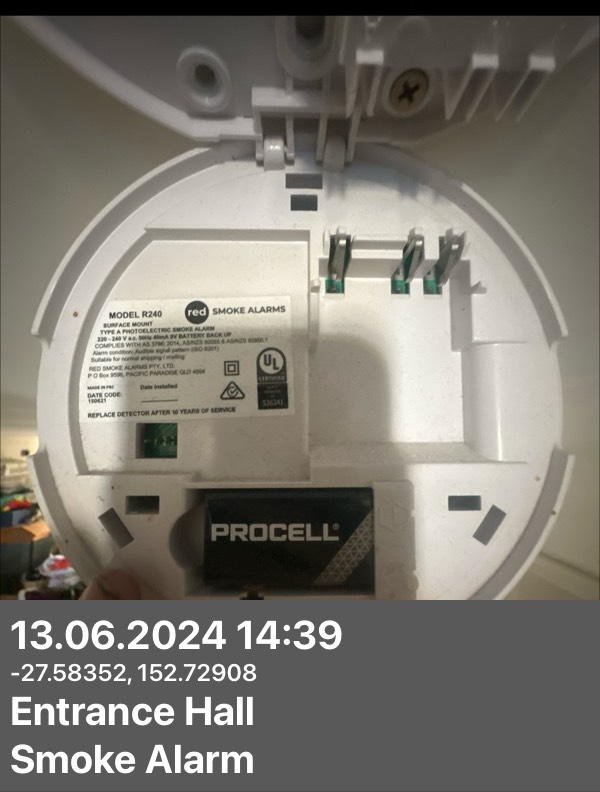 MODEL R240
red SMOKE ALARMS
SURFACE MOUNT
TYPE A PHOTOELECTRIC SMOKE ALARM
220 - 240 V a.c. 50Hz 40mA 9V BATTERY BACK UP
COMPLIES WITH AS 3786: 2014, AS/NZS 60065 & AS/NZS 60950.1
Alarm condition: Audible signal pattern (ISO 8201)
Suitable for normal shipping / mailing
RED SMOKE ALARMS PTY. LTD.
P O Box 9596, PACIFIC PARADISE QLD 4564
UL
CERTIFIED
S36241
MADE IN PRC
Date Installed
DATE CODE:
150621
REPLACE DETECTOR AFTER 10 YEARS OF SERVICE
PROCELL®
13.06.2024 14:39
-27.58352, 152.72908
Entrance Hall
Smoke Alarm